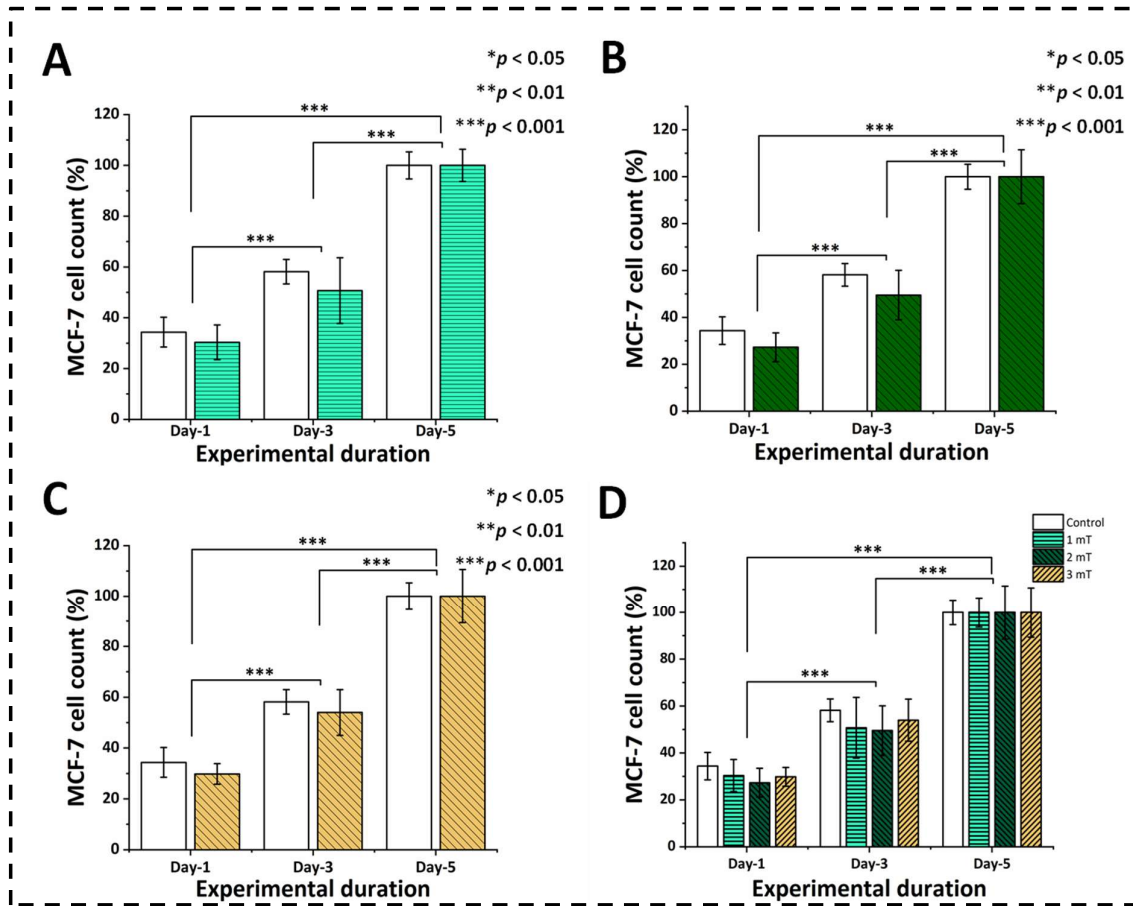 A
*p < 0.05
**p < 0.01
***p < 0.001
***
***
***
MCF-7 cell count (%)
120
100
80
60
40
20
0
Day-1 Day-3 Day-5
Experimental duration
B
*p < 0.05
**p < 0.01
***p < 0.001
***
***
***
MCF-7 cell count (%)
120
100
80
60
40
20
0
Day-1 Day-3 Day-5
Experimental duration
C
*p < 0.05
**p < 0.01
***p < 0.001
***
***
***
MCF-7 cell count (%)
120
100
80
60
40
20
0
Day-1 Day-3 Day-5
Experimental duration
D
Control
1 mT
2 mT
3 mT
***
***
***
MCF-7 cell count (%)
120
100
80
60
40
20
0
Day-1 Day-3 Day-5
Experimental duration